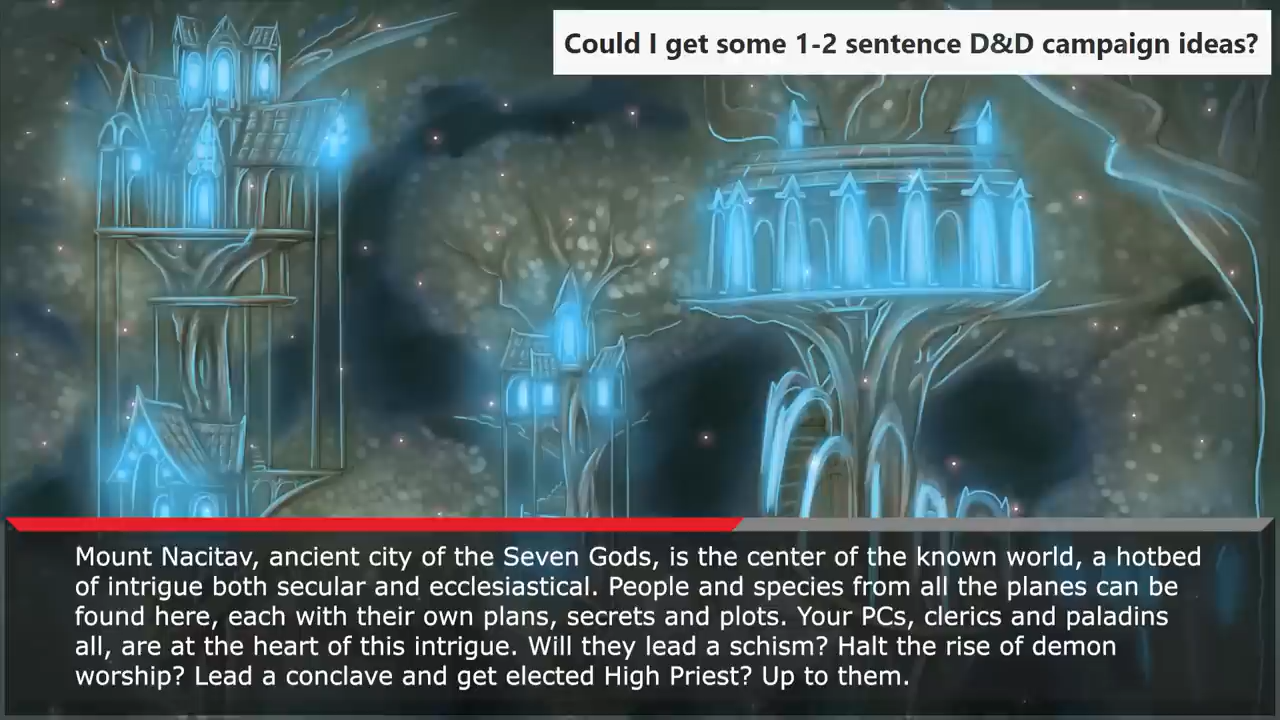 Could I get some 1-2 sentence D&D campaign ideas?
Mount Nacitav, ancient city of the Seven Gods, is the center of the known world, a hotbed
of intrigue both secular and ecclesiastical. People and species from all the planes can be
found here, each with their own plans, secrets and plots. Your PCs, clerics and paladins
all, are at the heart of this intrigue. Will they lead a schism? Halt the rise of demon
worship? Lead a conclave and get elected High Priest? Up to them.